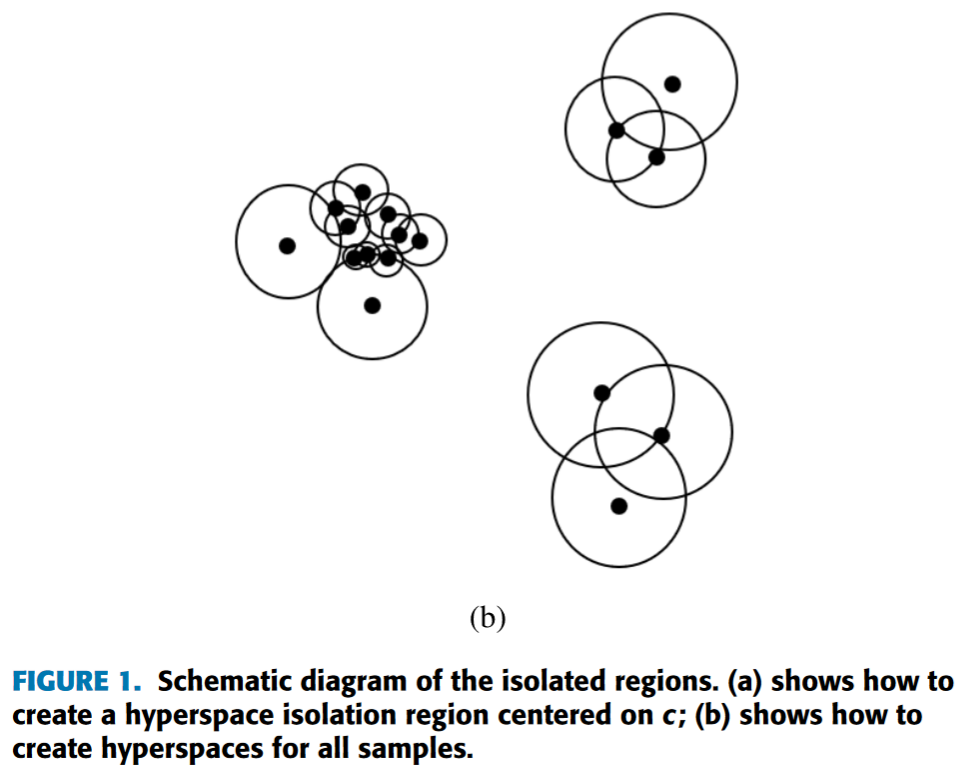 (b)
FIGURE 1. Schematic diagram of the isolated regions. (a) shows how to
create a hyperspace isolation region centered on c; (b) shows how to
create hyperspaces for all samples.